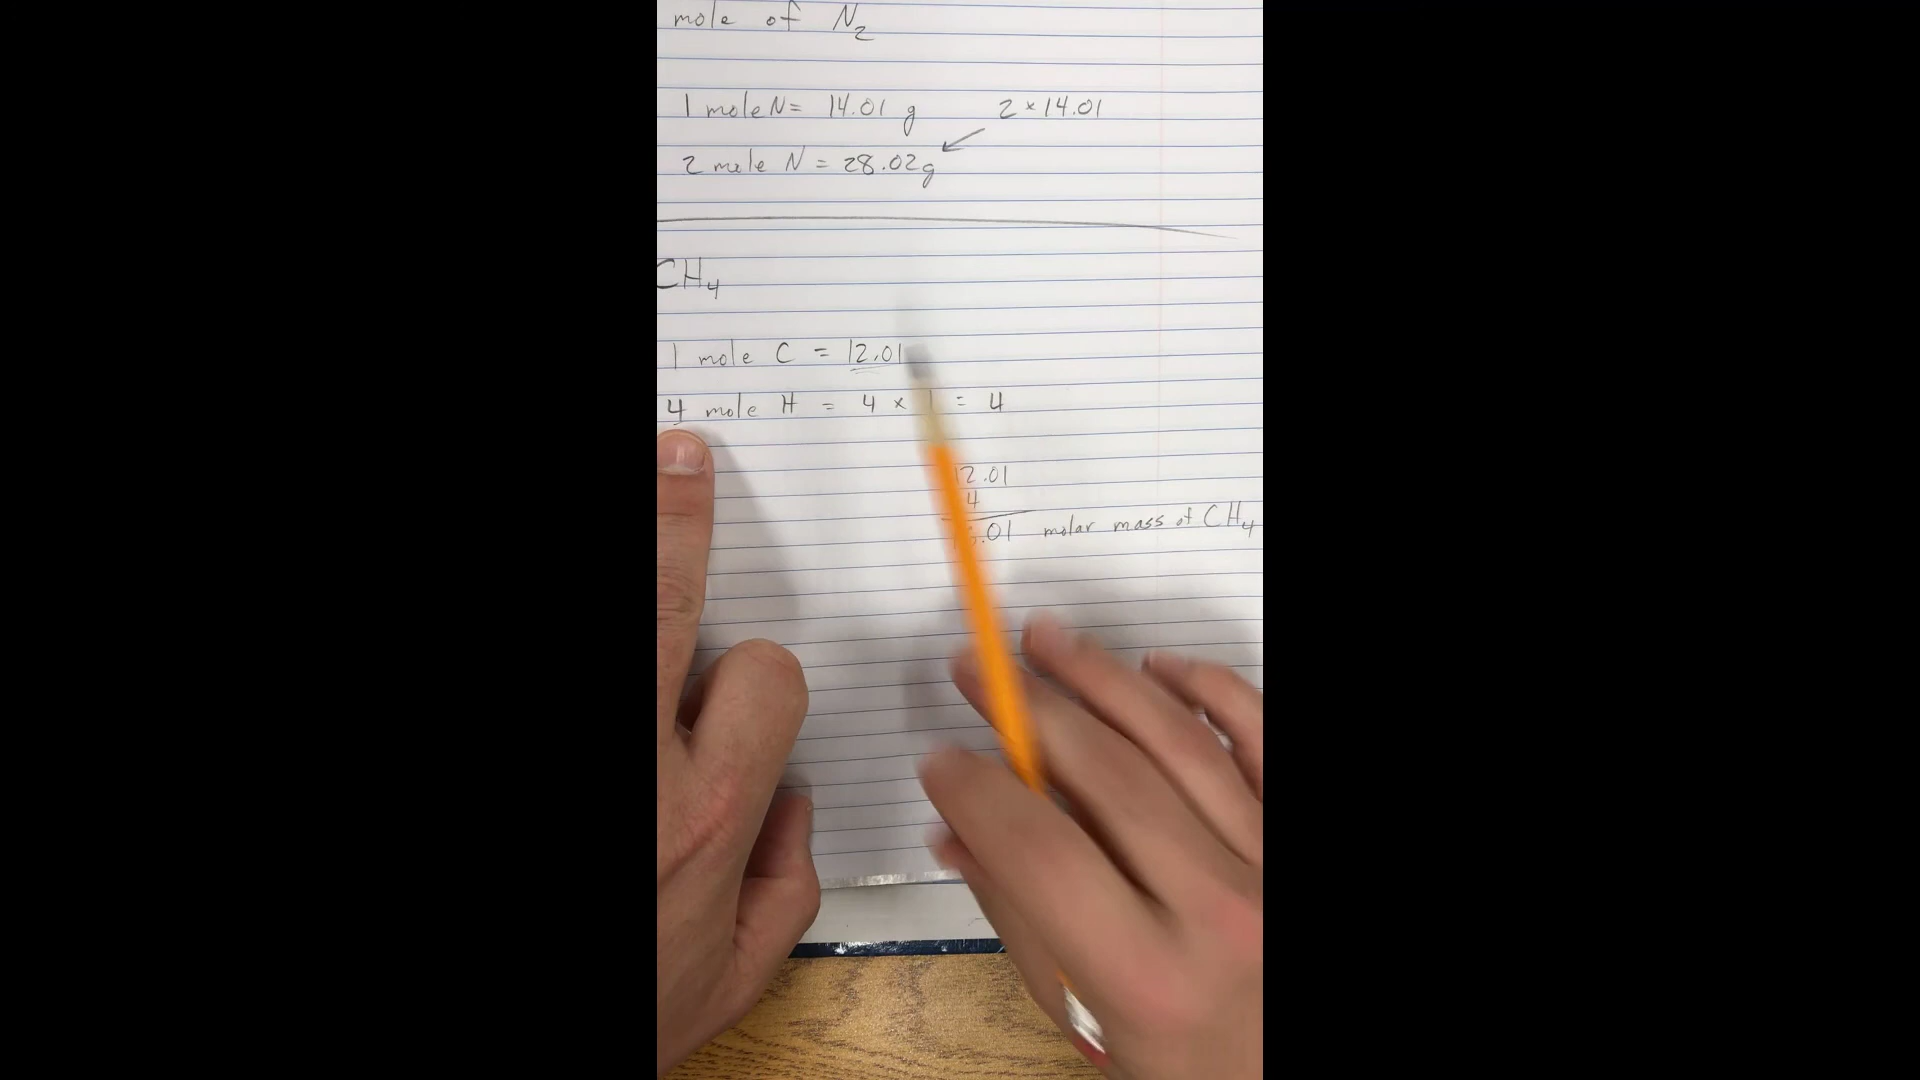 mole of N₂
1 mole N = 14.01 g 2 × 14.01
2 mole N = 28.02g
CH₄
1 mole C = 12.01
4 mole H = 4 × 1 = 4
12.01
4
.01 molar mass of CH₄